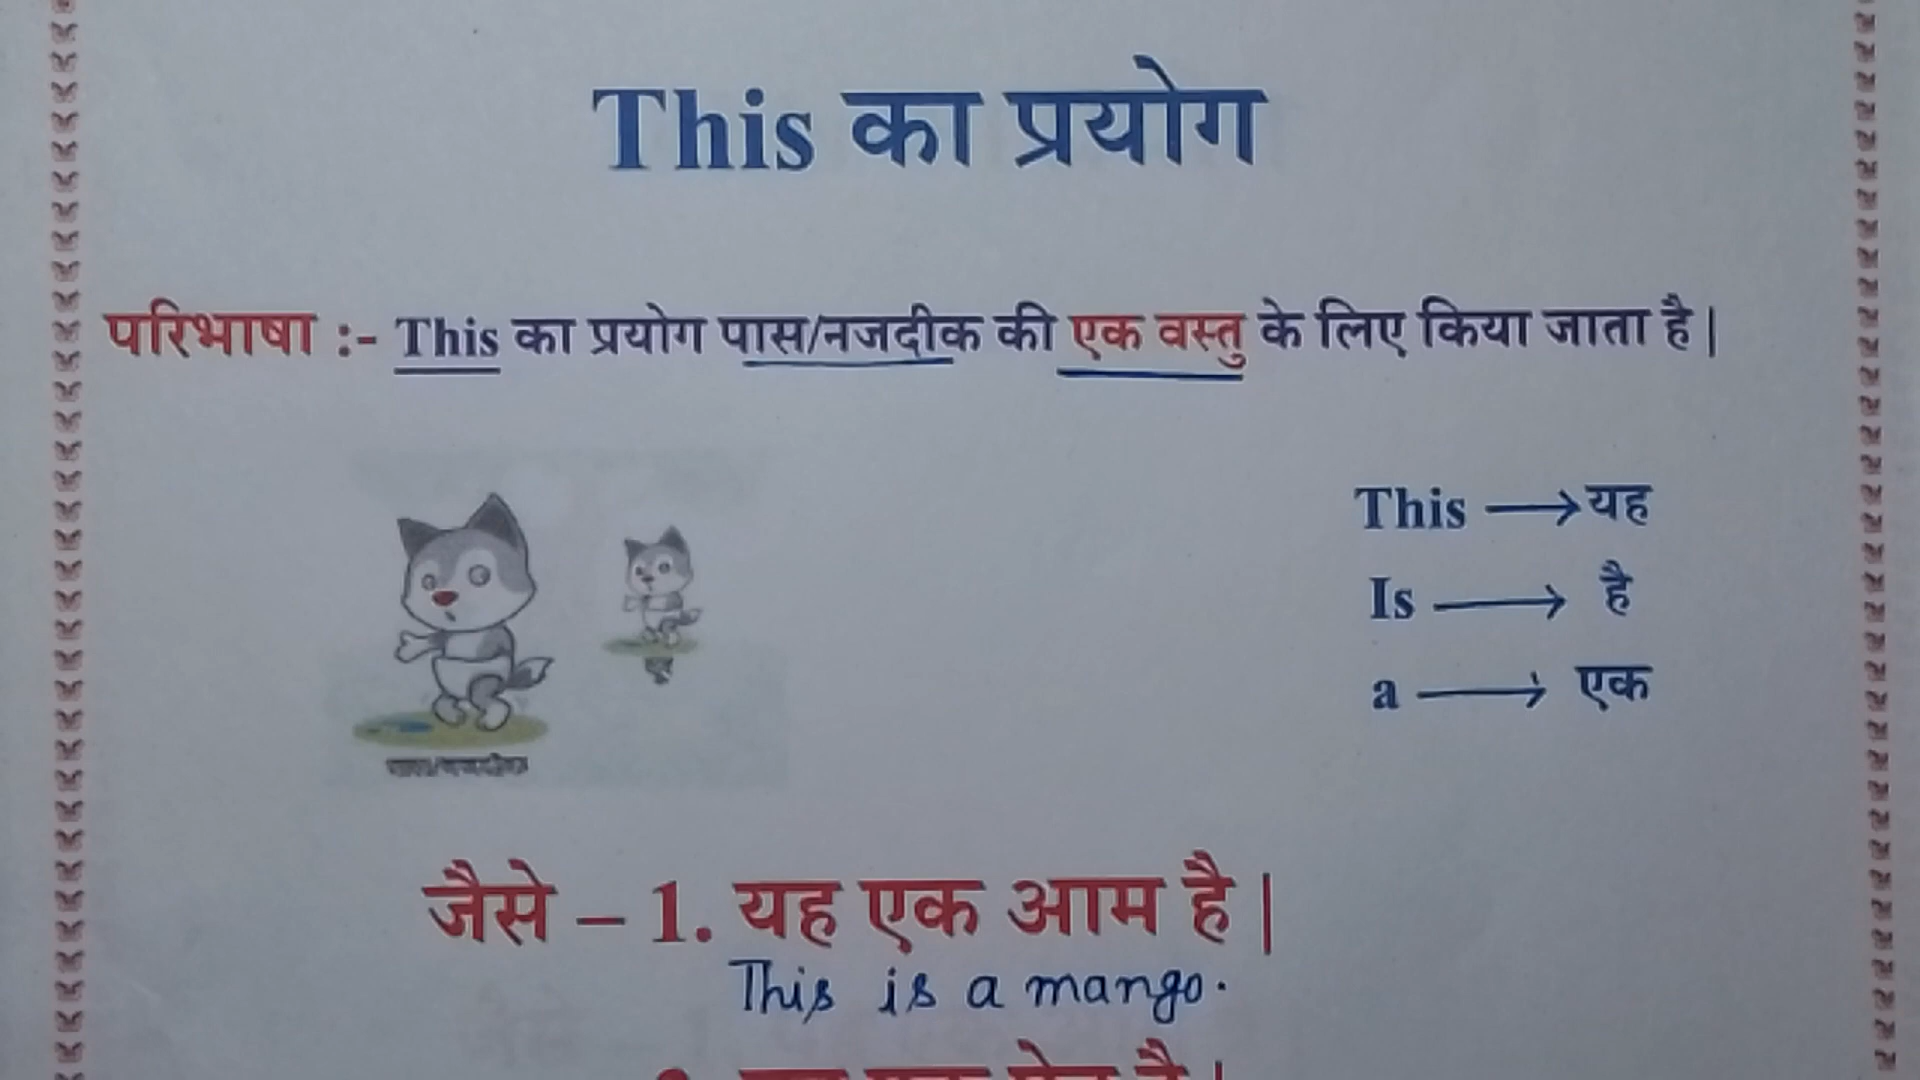 This का प्रयोग
परिभाषा :- This का प्रयोग पास/नजदीक की एक वस्तु के लिए किया जाता है |
This → यह
Is → है
a → एक
दूर
पास/नजदीक
जैसे – 1. यह एक आम है |
This is a mango.